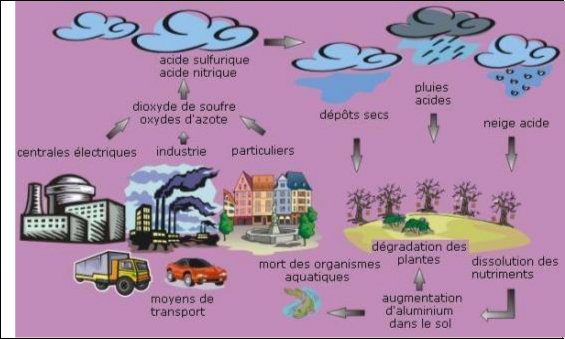 acide sulfurique
acide nitrique
dioxyde de soufre
oxydes d'azote
centrales électriques
industrie
particuliers
moyens de
transport
dépôts secs
pluies
acides
neige acide
dégradation des
plantes
dissolution des
nutriments
augmentation
d'aluminium
dans le sol
mort des organismes
aquatiques